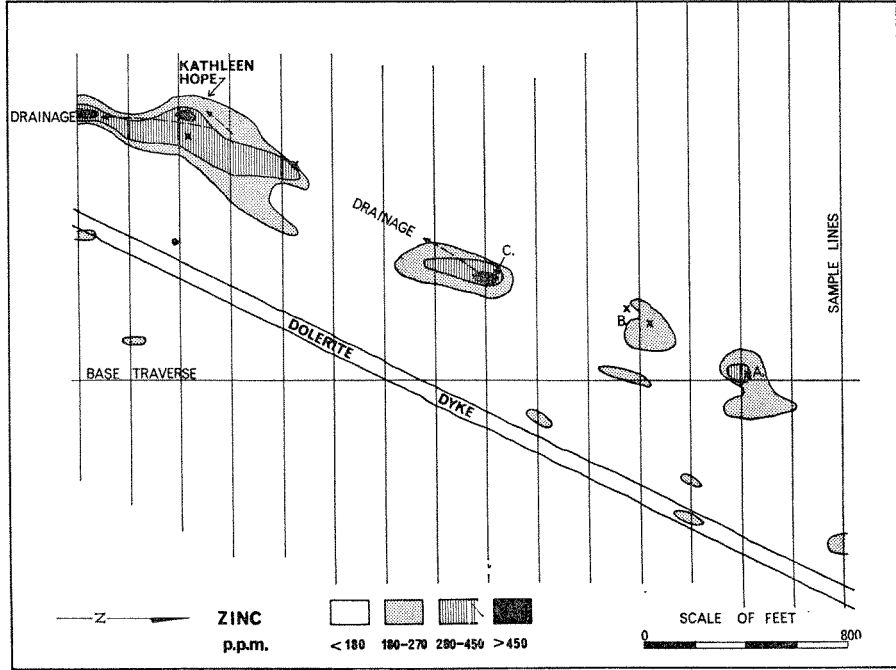 KATHLEEN
HOPE
DRAINAGE
DRAINAGE
C.
SAMPLE LINES
B.
DOLERITE
A.
BASE TRAVERSE
DYKE
N
ZINC
p.p.m.
<180 180-270 280-450 >450
SCALE OF FEET
0 800